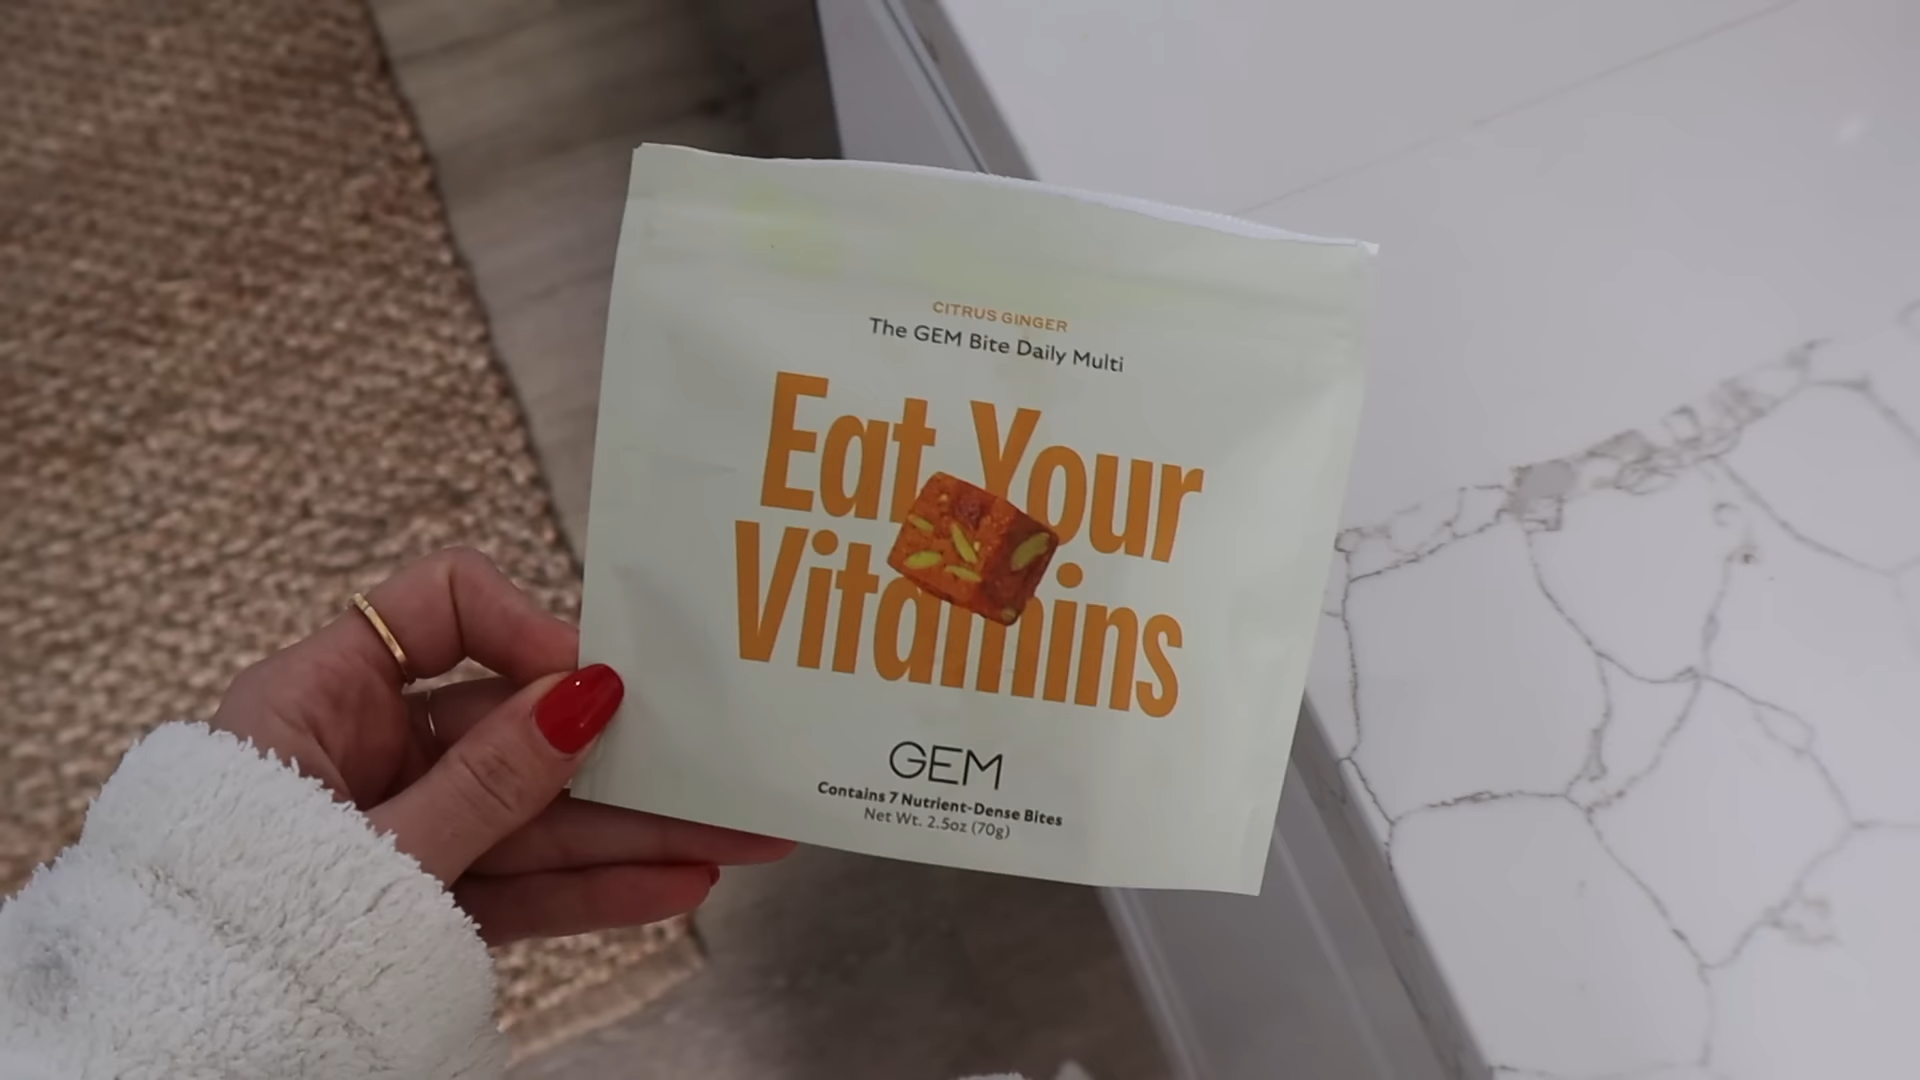 CITRUS GINGER
The GEM Bite Daily Multi
Eat Your
Vitamins
GEM
Contains 7 Nutrient-Dense Bites
Net Wt. 2.5oz (70g)